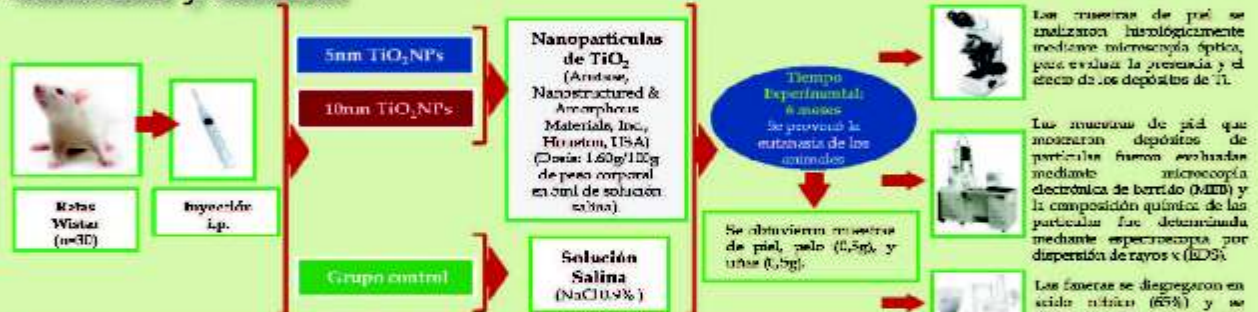 Ratas
Wistar
(n=30)
Inyección
i.p.
5nm TiO₂NPs
10nm TiO₂NPs
Grupo control
Nanopartículas
de TiO₂
(Anatase,
Nanostructured &
Amorphous
Materials, Inc.,
Houston, USA)
(Dosis: 1.60g/100g
de peso corporal
en 5ml de solución
salina).
Solución
Salina
(NaCl 0.9% )
Tiempo
Experimental:
6 meses
Se provocó la
eutanasia de los
animales
Se obtuvieron muestras
de piel, pelo (0,5g), y
uñas (0,5g).
Las muestras de piel se
analizaron histológicamente
mediante microscopía óptica,
para evaluar la presencia y el
efecto de los depósitos de Ti.
Las muestras de piel que
mostraron depósitos de
partículas fueron evaluadas
mediante microscopía
electrónica de barrido (MEB) y
la composición química de las
particular fue determinada
mediante espectroscopia por
dispersión de rayos x (EDS).
Las faneras se disgregaron en
ácido nítrico (65%) y se